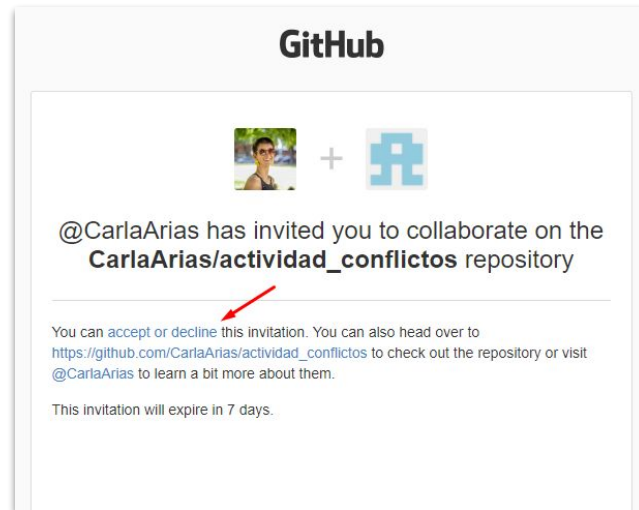 GitHub
@CarlaArias has invited you to collaborate on the
CarlaArias/actividad_conflictos repository
You can accept or decline this invitation. You can also head over to
https://github.com/CarlaArias/actividad_conflictos to check out the repository or visit
@CarlaArias to learn a bit more about them.
This invitation will expire in 7 days.